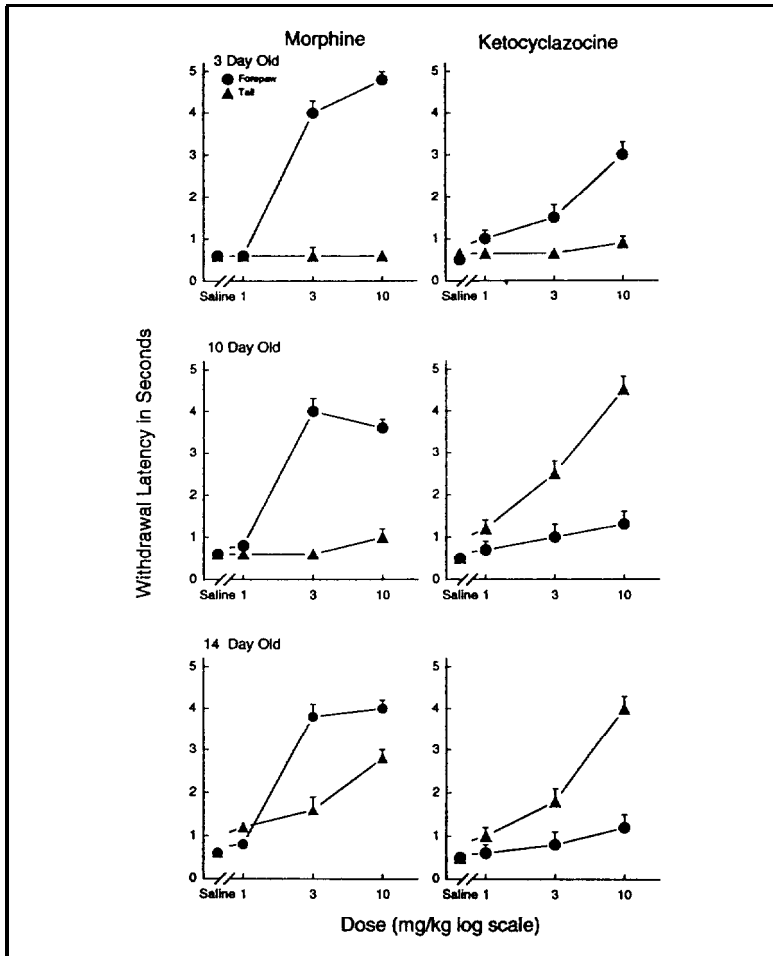 Morphine
Ketocyclazocine
3 Day Old
Forepaw
Tail
5
4
3
2
1
0
Saline 1 3 10
5
4
3
2
1
0
Saline 1 3 10
10 Day Old
5
4
3
2
1
0
Saline 1 3 10
5
4
3
2
1
0
Saline 1 3 10
14 Day Old
5
4
3
2
1
0
Saline 1 3 10
5
4
3
2
1
0
Saline 1 3 10
Withdrawal Latency in Seconds
Dose (mg/kg log scale)